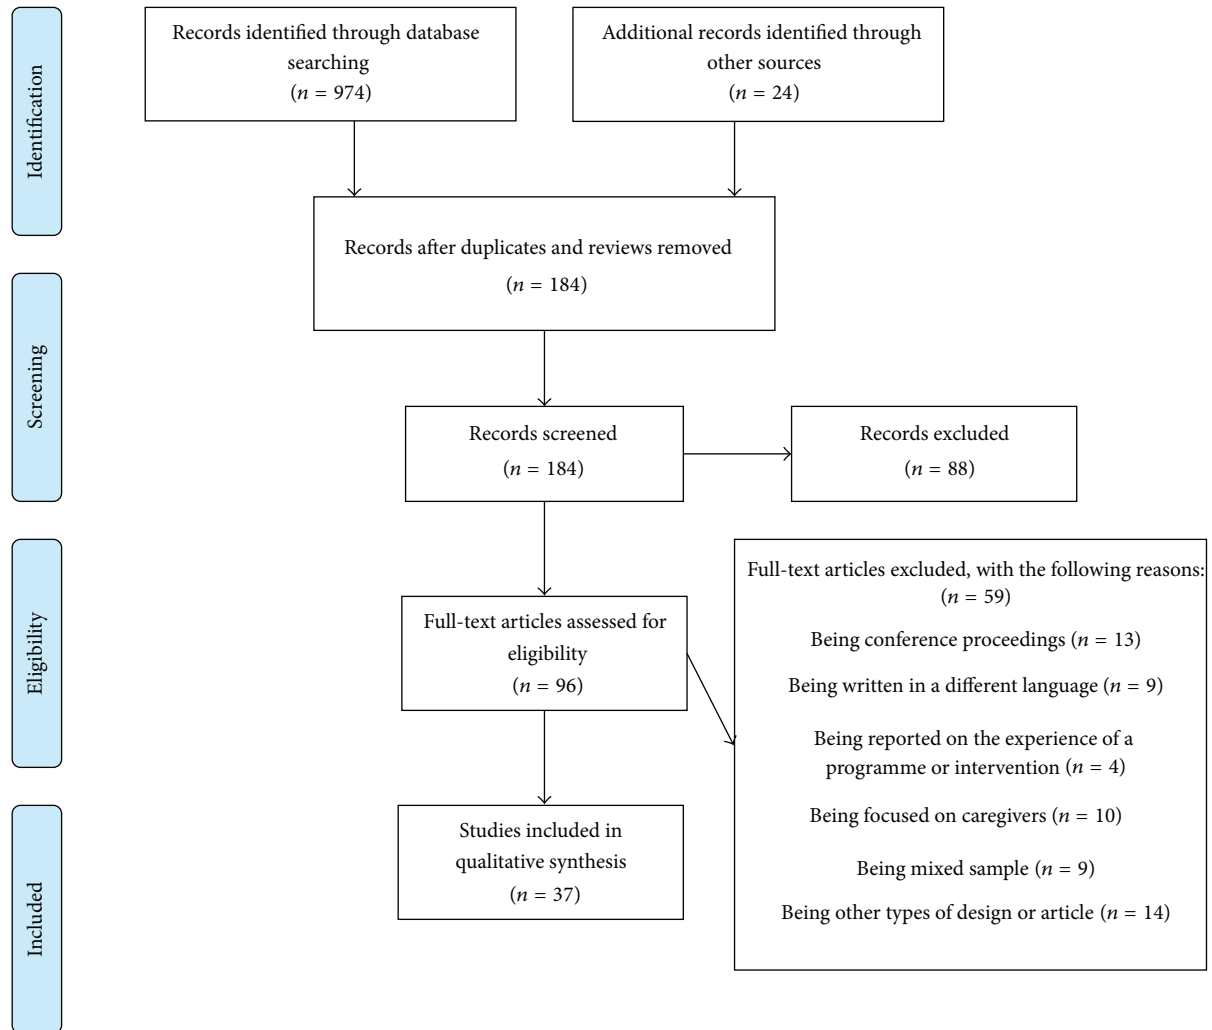 Identification
Records identified through database
searching
(n = 974)
Additional records identified through
other sources
(n = 24)
Records after duplicates and reviews removed
(n = 184)
Screening
Records screened
(n = 184)
Records excluded
(n = 88)
Eligibility
Full-text articles assessed for
eligibility
(n = 96)
Full-text articles excluded, with the following reasons:
(n = 59)
Being conference proceedings (n = 13)
Being written in a different language (n = 9)
Being reported on the experience of a
programme or intervention (n = 4)
Being focused on caregivers (n = 10)
Being mixed sample (n = 9)
Being other types of design or article (n = 14)
Included
Studies included in
qualitative synthesis
(n = 37)